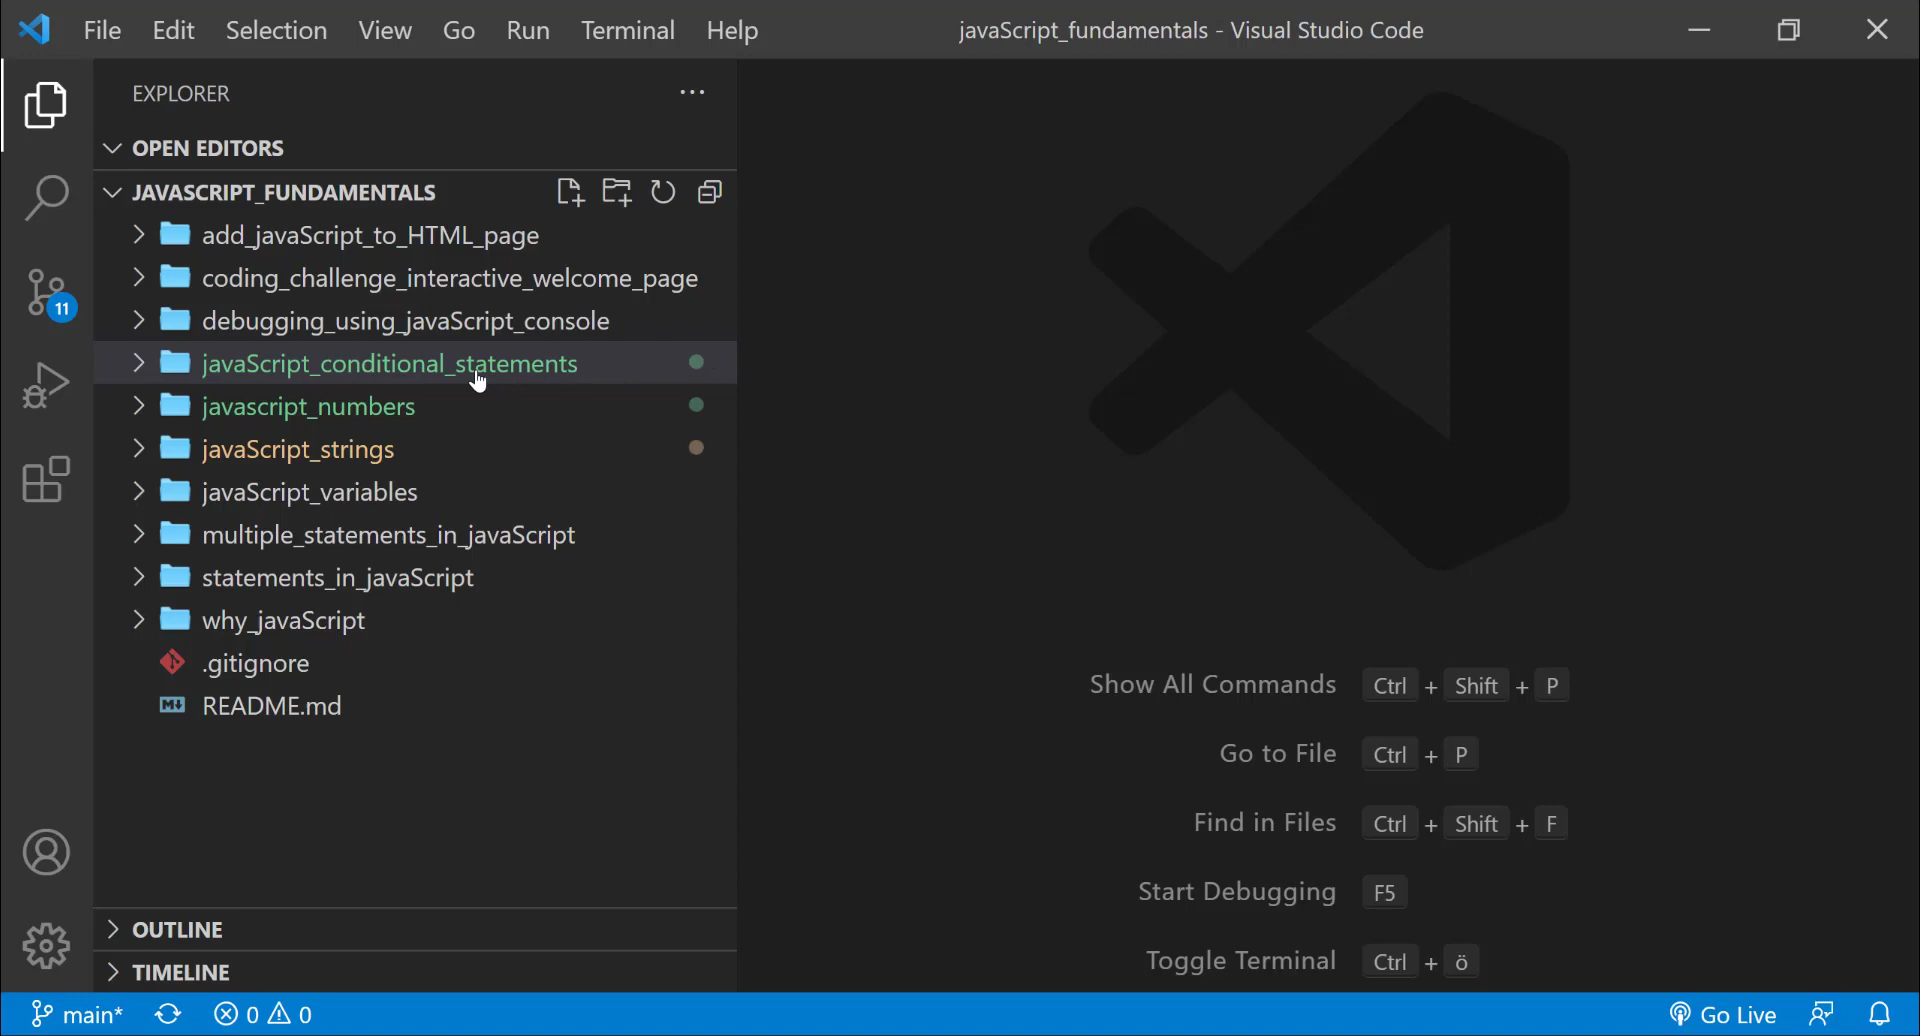 File Edit Selection View Go Run Terminal Help javaScript_fundamentals - Visual Studio Code
EXPLORER
OPEN EDITORS
JAVASCRIPT_FUNDAMENTALS
add_javaScript_to_HTML_page
coding_challenge_interactive_welcome_page
debugging_using_javaScript_console
javaScript_conditional_statements
javascript_numbers
javaScript_strings
javaScript_variables
multiple_statements_in_javaScript
statements_in_javaScript
why_javaScript
.gitignore
README.md
OUTLINE
TIMELINE
11
Show All Commands Ctrl + Shift + P
Go to File Ctrl + P
Find in Files Ctrl + Shift + F
Start Debugging F5
Toggle Terminal Ctrl + ö
main* 0 0 Go Live